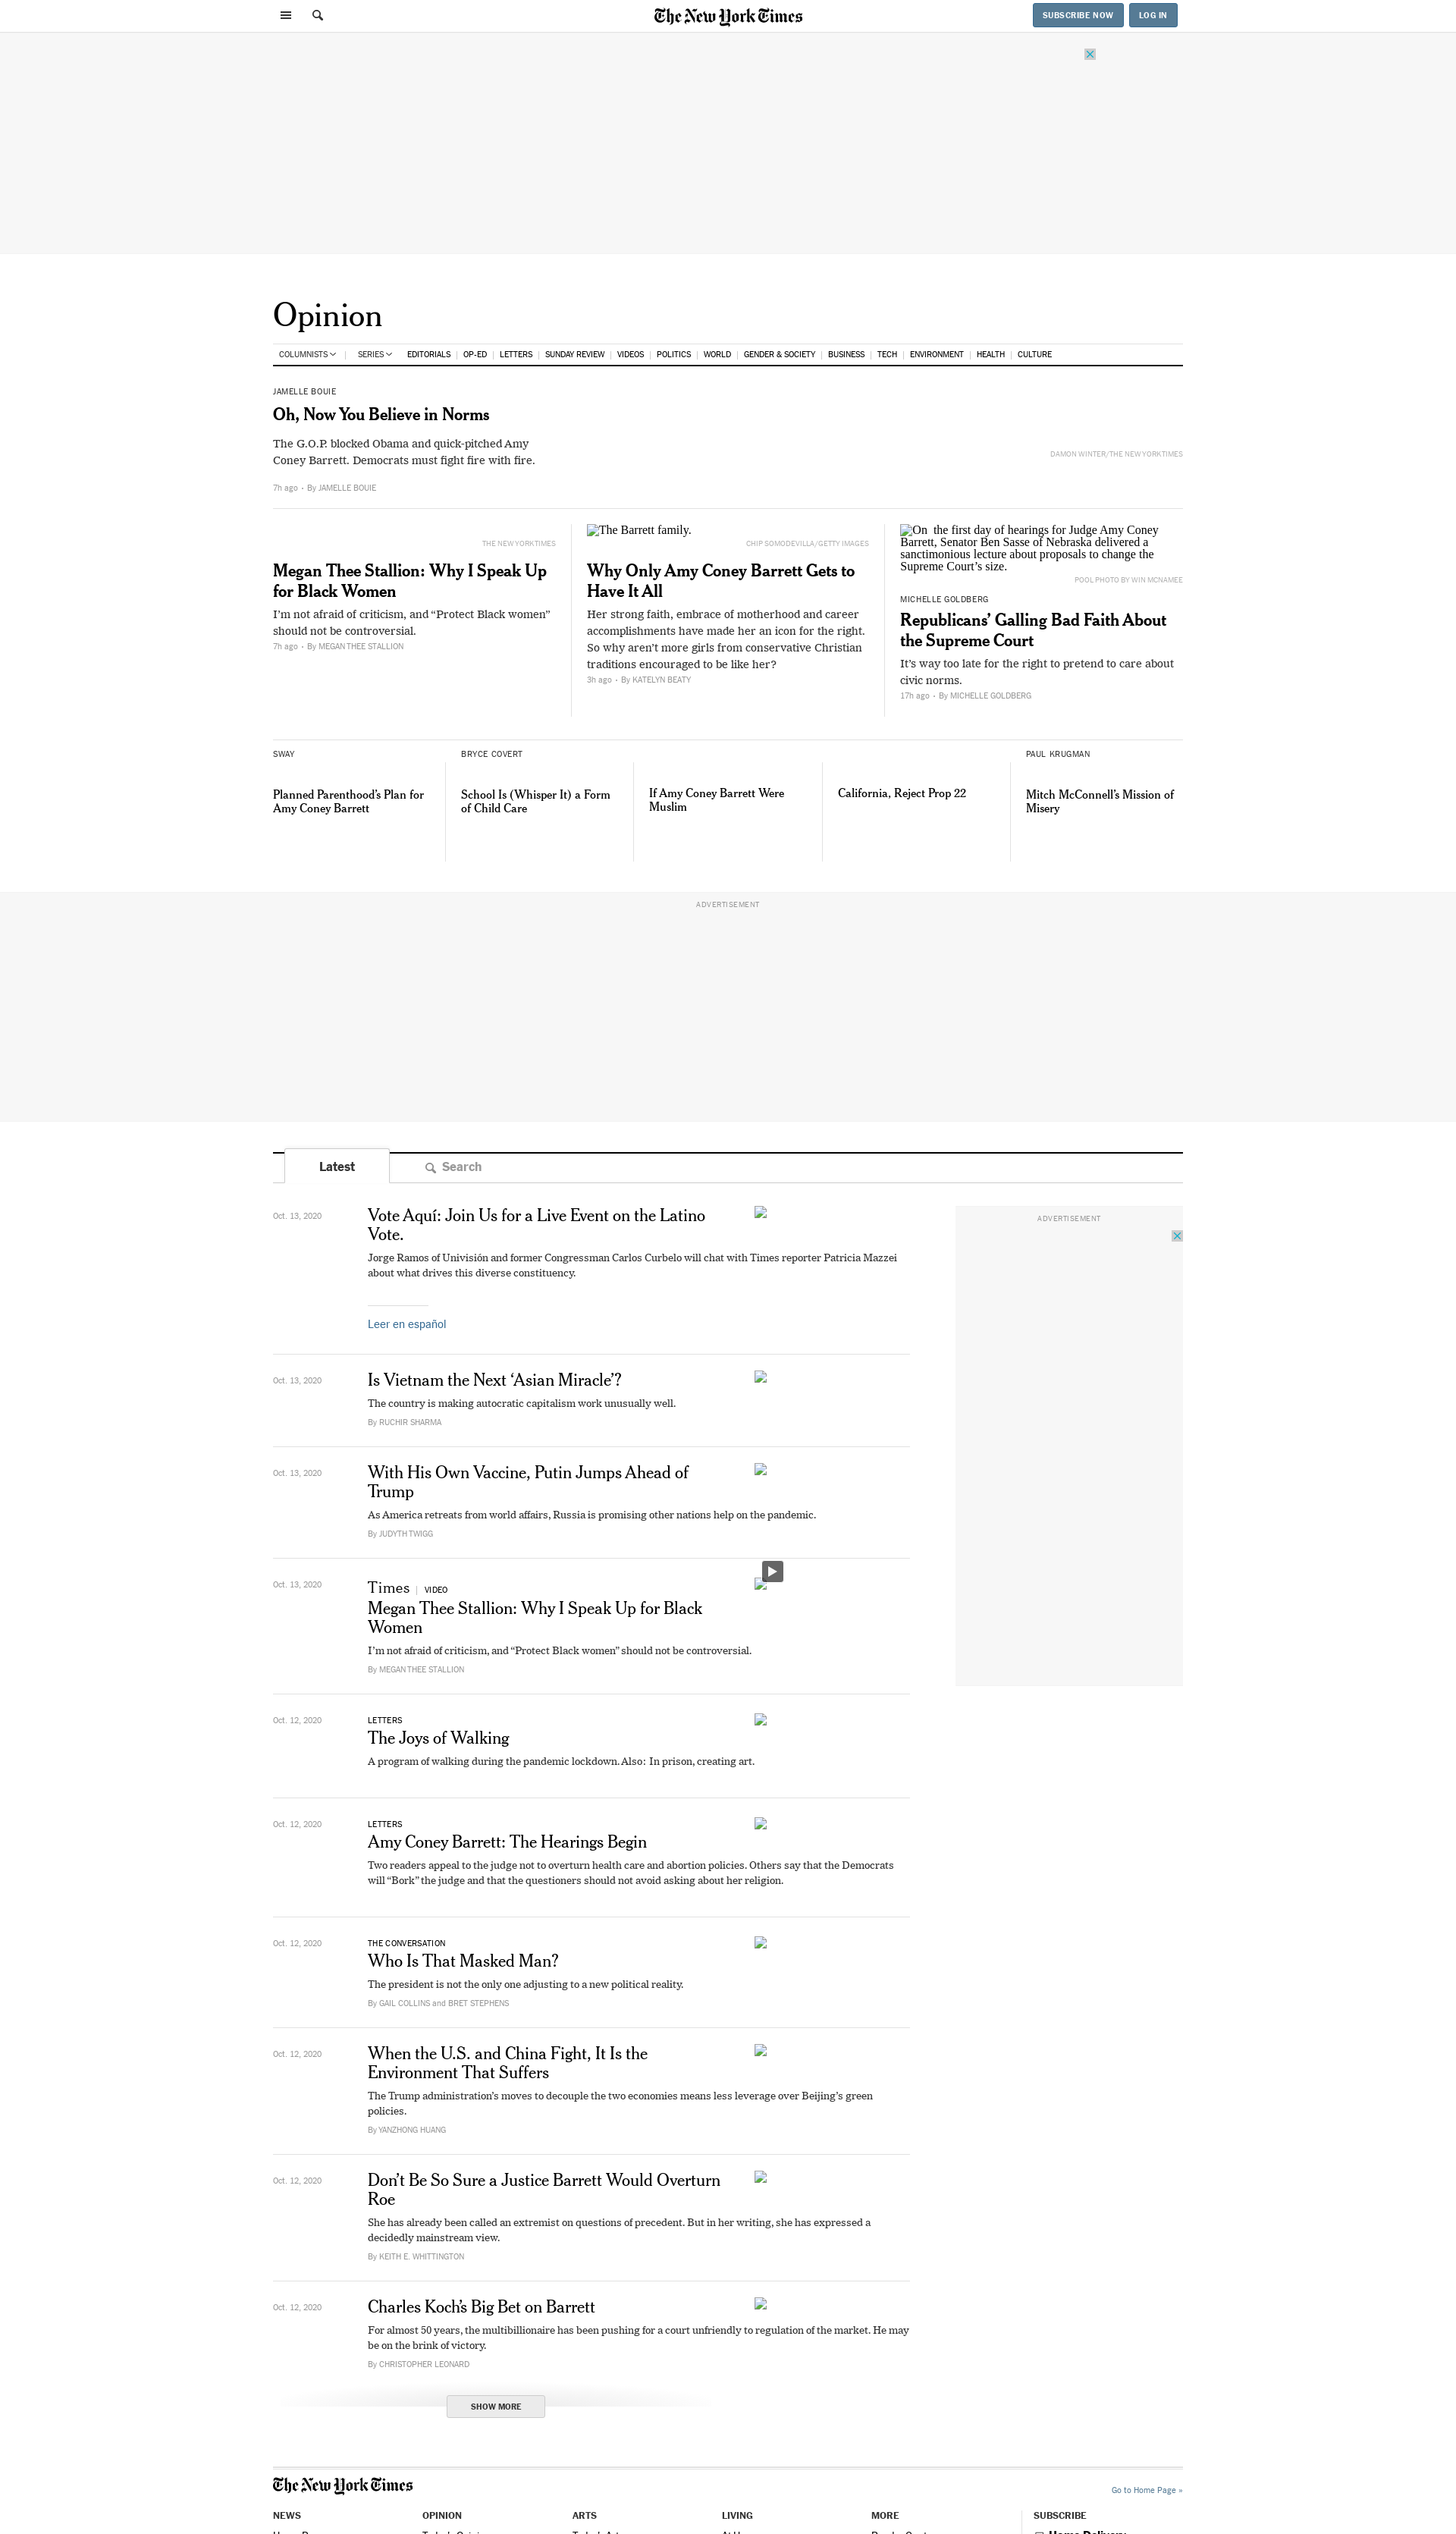 The New York Times
SUBSCRIBE NOW
LOG IN
Opinion
COLUMNISTS
SERIES
EDITORIALS
OP-ED
LETTERS
SUNDAY REVIEW
VIDEOS
POLITICS
WORLD
GENDER & SOCIETY
BUSINESS
TECH
ENVIRONMENT
HEALTH
CULTURE
JAMELLE BOUIE
Oh, Now You Believe in Norms
The G.O.P. blocked Obama and quick-pitched Amy
Coney Barrett. Democrats must fight fire with fire.
DAMON WINTER/THE NEW YORK TIMES
7h ago • By JAMELLE BOUIE
THE NEW YORK TIMES
Megan Thee Stallion: Why I Speak Up
for Black Women
I’m not afraid of criticism, and “Protect Black women”
should not be controversial.
7h ago • By MEGAN THEE STALLION
The Barrett family.
CHIP SOMODEVILLA/GETTY IMAGES
Why Only Amy Coney Barrett Gets to
Have It All
Her strong faith, embrace of motherhood and career
accomplishments have made her an icon for the right.
So why aren’t more girls from conservative Christian
traditions encouraged to be like her?
3h ago • By KATELYN BEATY
On the first day of hearings for Judge Amy Coney
Barrett, Senator Ben Sasse of Nebraska delivered a
sanctimonious lecture about proposals to change the
Supreme Court’s size.
POOL PHOTO BY WIN MCNAMEE
MICHELLE GOLDBERG
Republicans’ Galling Bad Faith About
the Supreme Court
It’s way too late for the right to pretend to care about
civic norms.
17h ago • By MICHELLE GOLDBERG
SWAY
Planned Parenthood’s Plan for
Amy Coney Barrett
BRYCE COVERT
School Is (Whisper It) a Form
of Child Care
If Amy Coney Barrett Were
Muslim
California, Reject Prop 22
PAUL KRUGMAN
Mitch McConnell’s Mission of
Misery
ADVERTISEMENT
Latest
Search
Oct. 13, 2020
Vote Aquí: Join Us for a Live Event on the Latino
Vote.
Jorge Ramos of Univisión and former Congressman Carlos Curbelo will chat with Times reporter Patricia Mazzei
about what drives this diverse constituency.
Leer en español
ADVERTISEMENT
Oct. 13, 2020
Is Vietnam the Next ‘Asian Miracle’?
The country is making autocratic capitalism work unusually well.
By RUCHIR SHARMA
Oct. 13, 2020
With His Own Vaccine, Putin Jumps Ahead of
Trump
As America retreats from world affairs, Russia is promising other nations help on the pandemic.
By JUDYTH TWIGG
Oct. 13, 2020
Times | VIDEO
Megan Thee Stallion: Why I Speak Up for Black
Women
I’m not afraid of criticism, and “Protect Black women” should not be controversial.
By MEGAN THEE STALLION
Oct. 12, 2020
LETTERS
The Joys of Walking
A program of walking during the pandemic lockdown. Also: In prison, creating art.
Oct. 12, 2020
LETTERS
Amy Coney Barrett: The Hearings Begin
Two readers appeal to the judge not to overturn health care and abortion policies. Others say that the Democrats
will “Bork” the judge and that the questioners should not avoid asking about her religion.
Oct. 12, 2020
THE CONVERSATION
Who Is That Masked Man?
The president is not the only one adjusting to a new political reality.
By GAIL COLLINS and BRET STEPHENS
Oct. 12, 2020
When the U.S. and China Fight, It Is the
Environment That Suffers
The Trump administration’s moves to decouple the two economies means less leverage over Beijing’s green
policies.
By YANZHONG HUANG
Oct. 12, 2020
Don’t Be So Sure a Justice Barrett Would Overturn
Roe
She has already been called an extremist on questions of precedent. But in her writing, she has expressed a
decidedly mainstream view.
By KEITH E. WHITTINGTON
Oct. 12, 2020
Charles Koch’s Big Bet on Barrett
For almost 50 years, the multibillionaire has been pushing for a court unfriendly to regulation of the market. He may
be on the brink of victory.
By CHRISTOPHER LEONARD
SHOW MORE
The New York Times
Go to Home Page »
NEWS
OPINION
ARTS
LIVING
MORE
SUBSCRIBE